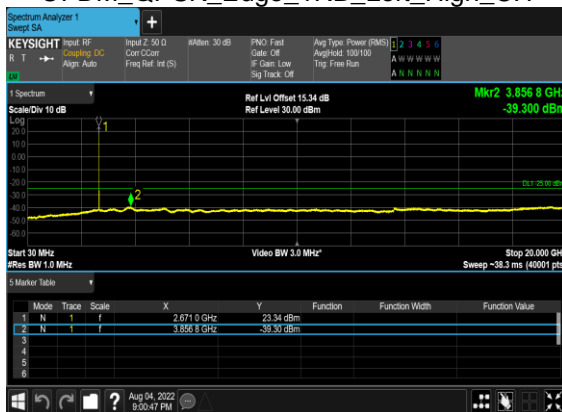 Spectrum Analyzer 1
Swept SA
+
KEYSIGHT Input: RF Input Z: 50 Ω #Atten: 30 dB PNO: Fast Avg Type: Power (RMS) 1 2 3 4 5 6
R T Coupling: DC Corr CCorr Gate: Off Avg|Hold: 100/100 A W W W W W
Align: Auto Freq Ref: Int (S) IF Gain: Low Trig: Free Run
Sig Track: Off A N N N N N
LU
1 Spectrum
Ref Lvl Offset 15.34 dB
Mkr2 3.856 8 GHz
Scale/Div 10 dB
Ref Level 30.00 dBm
-39.300 dBm
Log
20.0
10.0
0.00
-10.0
-20.0
-30.0
-40.0
-50.0
-60.0
1
2
Start 30 MHz
Video BW 3.0 MHz*
Stop 20.000 GH
#Res BW 1.0 MHz
Sweep ~38.3 ms (40001 pts
5 Marker Table
Mode Trace Scale X Y Function Function Width Function Value
1 N 1 f 2.671 0 GHz 23.34 dBm
2 N 1 f 3.856 8 GHz -39.30 dBm
3
4
5
6
?
Aug 04, 2022
9:00:47 PM